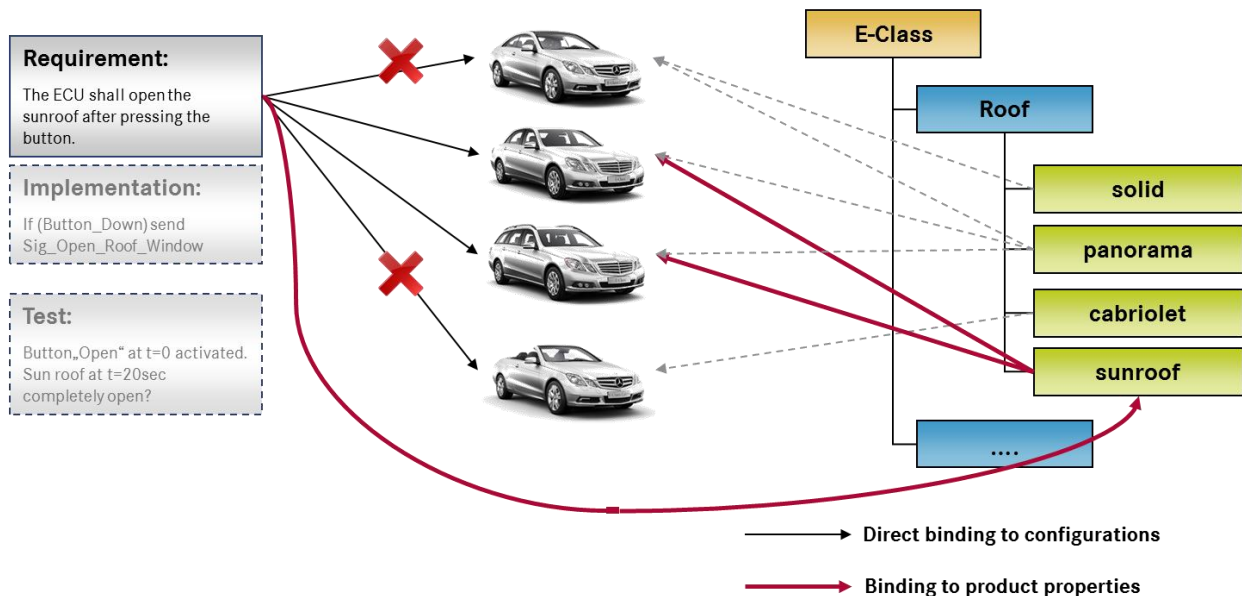 Requirement:
The ECU shall open the
sunroof after pressing the
button.
Implementation:
If (Button_Down) send
Sig_Open_Roof_Window
Test:
Button„Open“ at t=0 activated.
Sun roof at t=20sec
completely open?
E-Class
Roof
solid
panorama
cabriolet
sunroof
....
Direct binding to configurations
Binding to product properties